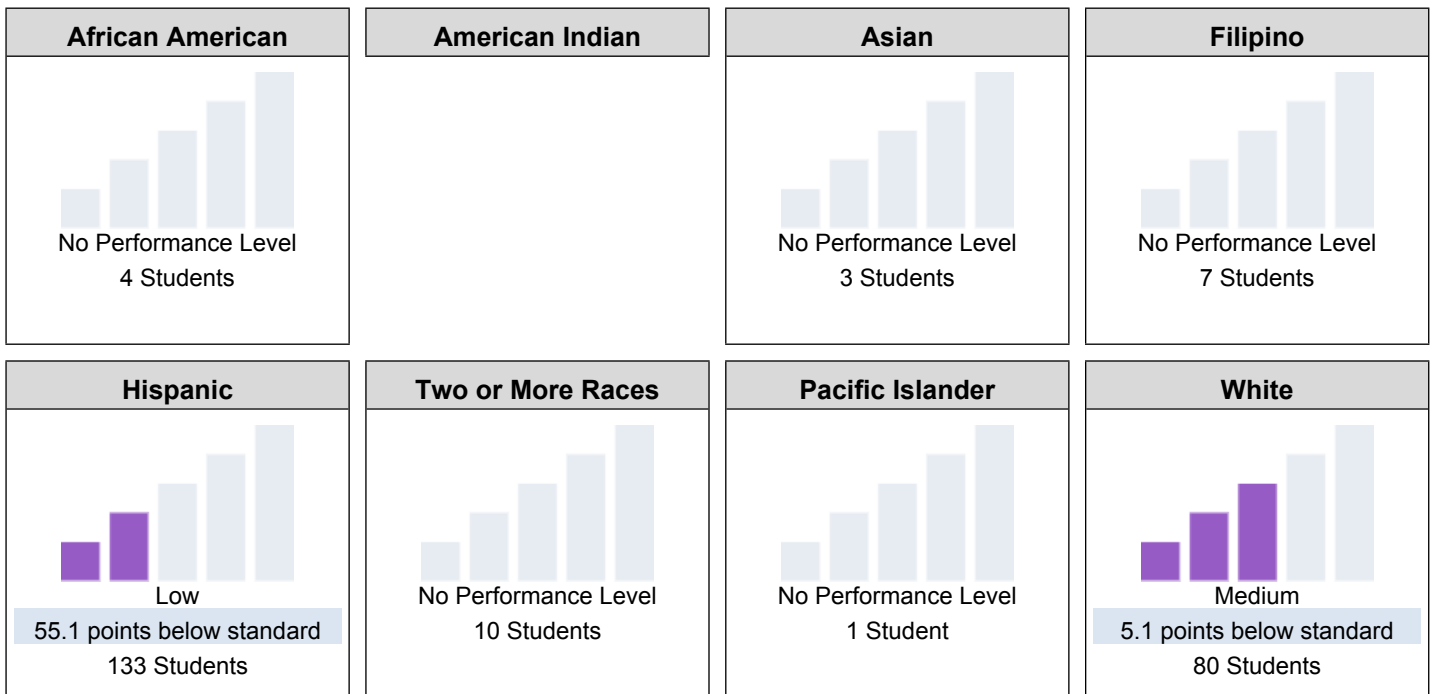 African American
American Indian
Asian
Filipino
No Performance Level
4 Students
No Performance Level
3 Students
No Performance Level
7 Students
Hispanic
Two or More Races
Pacific Islander
White
Low
55.1 points below standard
133 Students
No Performance Level
10 Students
No Performance Level
1 Student
Medium
5.1 points below standard
80 Students